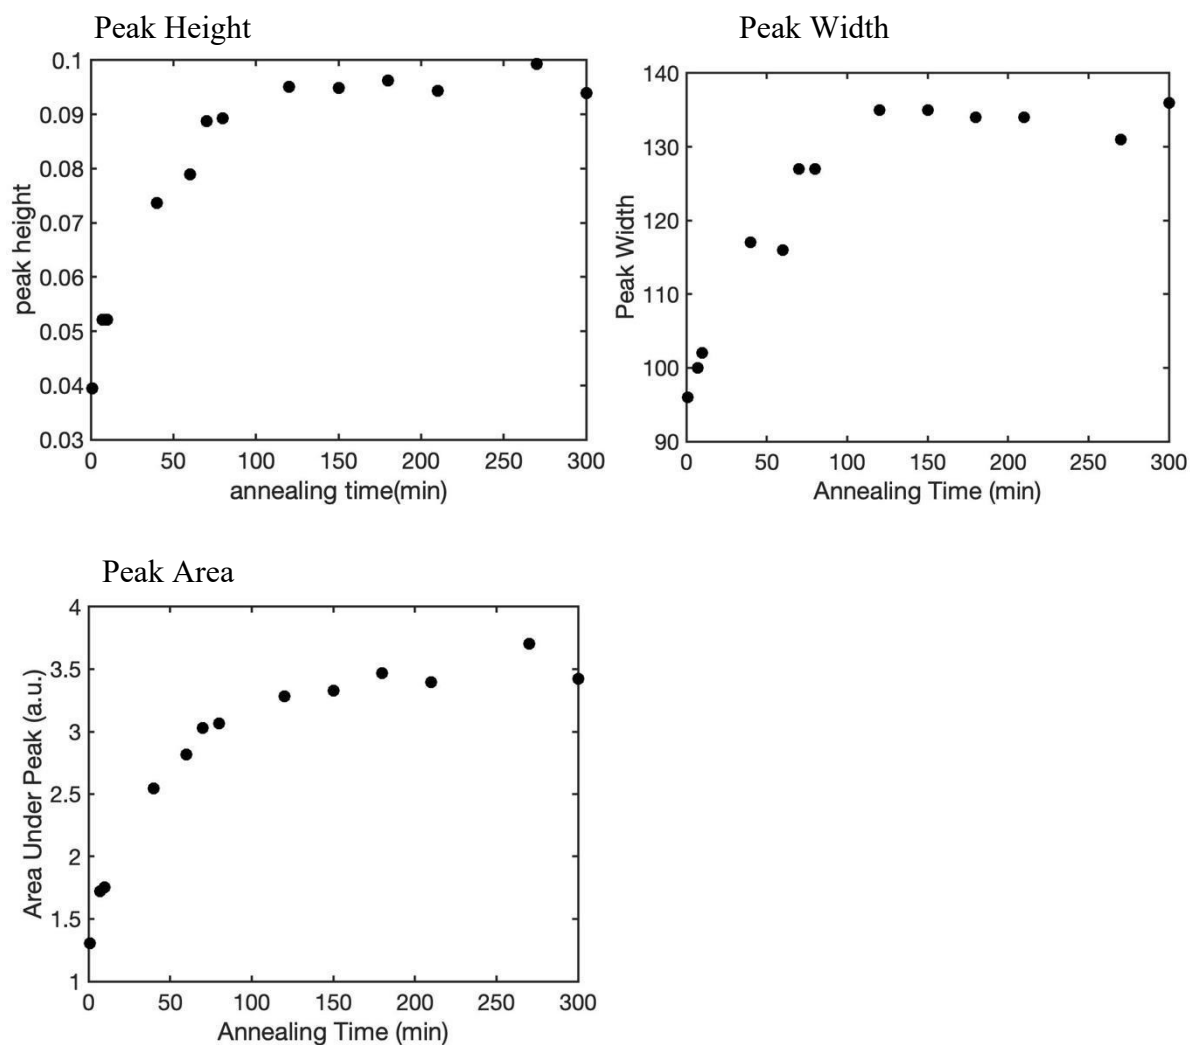 Peak Height
0.1
0.09
0.08
0.07
0.06
0.05
0.04
0.03
peak height
0 50 100 150 200 250 300
annealing time(min)
Peak Width
140
130
120
110
100
90
Peak Width
0 50 100 150 200 250 300
Annealing Time (min)
Peak Area
4
3.5
3
2.5
2
1.5
1
Area Under Peak (a.u.)
0 50 100 150 200 250 300
Annealing Time (min)